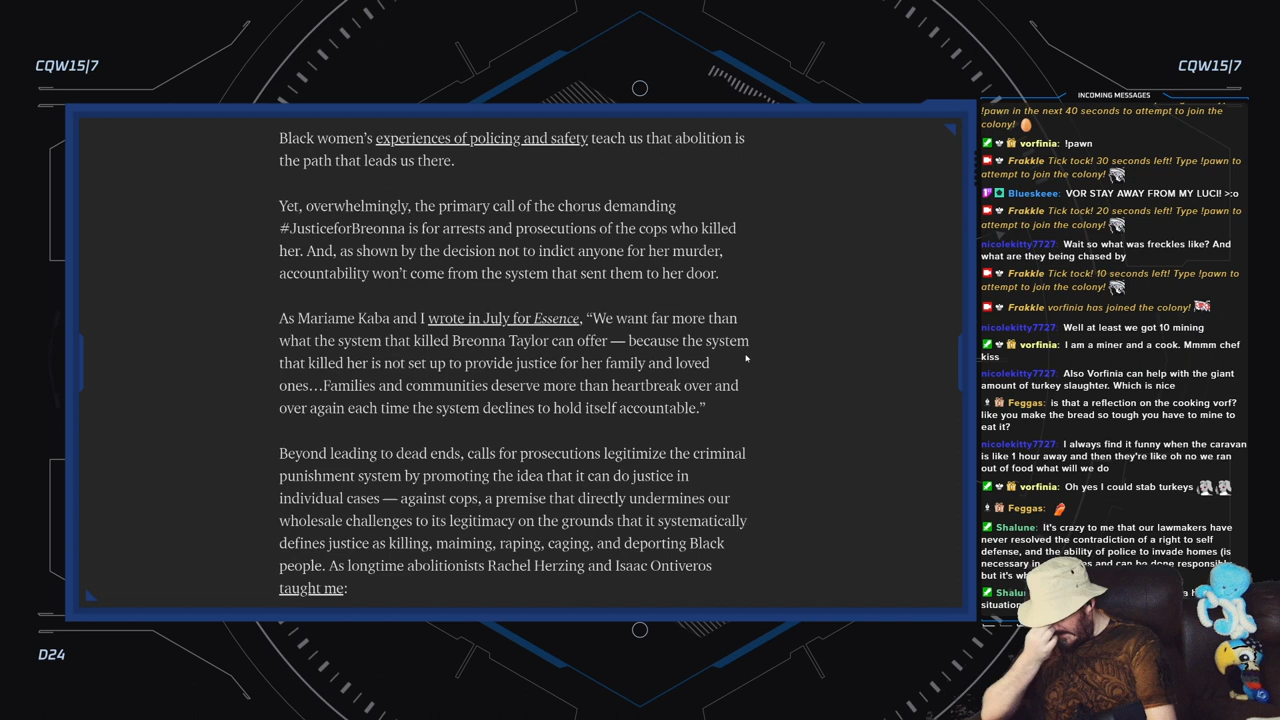 CQW15|7
CQW15|7
INCOMING MESSAGES
Black women’s experiences of policing and safety teach us that abolition is
the path that leads us there.
Yet, overwhelmingly, the primary call of the chorus demanding
#JusticeforBreonna is for arrests and prosecutions of the cops who killed
her. And, as shown by the decision not to indict anyone for her murder,
accountability won’t come from the system that sent them to her door.
As Mariame Kaba and I wrote in July for Essence, “We want far more than
what the system that killed Breonna Taylor can offer — because the system
that killed her is not set up to provide justice for her family and loved
ones…Families and communities deserve more than heartbreak over and
over again each time the system declines to hold itself accountable.”
Beyond leading to dead ends, calls for prosecutions legitimize the criminal
punishment system by promoting the idea that it can do justice in
individual cases — against cops, a premise that directly undermines our
wholesale challenges to its legitimacy on the grounds that it systematically
defines justice as killing, maiming, raping, caging, and deporting Black
people. As longtime abolitionists Rachel Herzing and Isaac Ontiveros
taught me:
!pawn in the next 40 seconds to attempt to join the
colony!
vorfinia: !pawn
Frakkle Tick tock! 30 seconds left! Type !pawn to
attempt to join the colony!
Blueskeee: VOR STAY AWAY FROM MY LUCI! >:o
Frakkle Tick tock! 20 seconds left! Type !pawn to
attempt to join the colony!
nicolekitty7727: Wait so what was freckles like? And
what are they being chased by
Frakkle Tick tock! 10 seconds left! Type !pawn to
attempt to join the colony!
Frakkle vorfinia has joined the colony!
nicolekitty7727: Well at least we got 10 mining
vorfinia: I am a miner and a cook. Mmmm chef
kiss
nicolekitty7727: Also Vorfinia can help with the giant
amount of turkey slaughter. Which is nice
Feggas: is that a reflection on the cooking vorf?
like you make the bread so tough you have to mine to
eat it?
nicolekitty7727: I always find it funny when the caravan
is like 1 hour away and then they're like oh no we ran
out of food what will we do
vorfinia: Oh yes I could stab turkeys
Feggas:
Shalune: It's crazy to me that our lawmakers have
never resolved the contradiction of a right to self
defense, and the ability of police to invade homes (is
necessary in and can be done
but it's
situation
D24